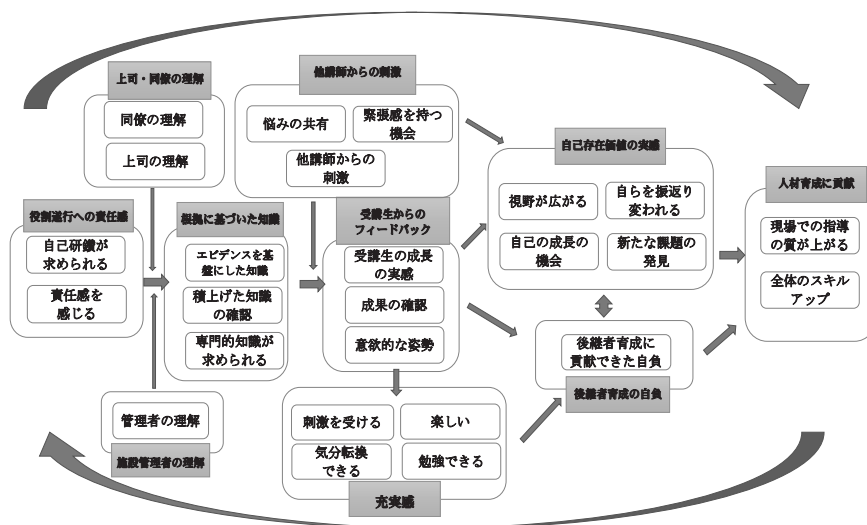 上司・同僚の理解
同僚の理解
上司の理解
他講師からの刺激
悩みの共有
緊張感を持つ
機会
他講師からの
刺激
役割遂行への責任感
自己研鑽が
求められる
責任感を
感じる
根拠に基づいた知識
エビデンスを基
盤にした知識
積上げた知識
の確認
専門的知識が
求められる
受講生からの
フィードバック
受講生の成長
の実感
成果の確認
意欲的な姿勢
自己存在価値の実感
視野が広がる
自らを振返り
変われる
自己の成長の
機会
新たな課題の
発見
人材育成に貢献
現場での指導
の質が上がる
全体のスキル
アップ
後継者育成に
貢献できた自負
後継者育成の自負
管理者の理解
施設管理者の理解
刺激を受ける
楽しい
気分転換
できる
勉強できる
充実感